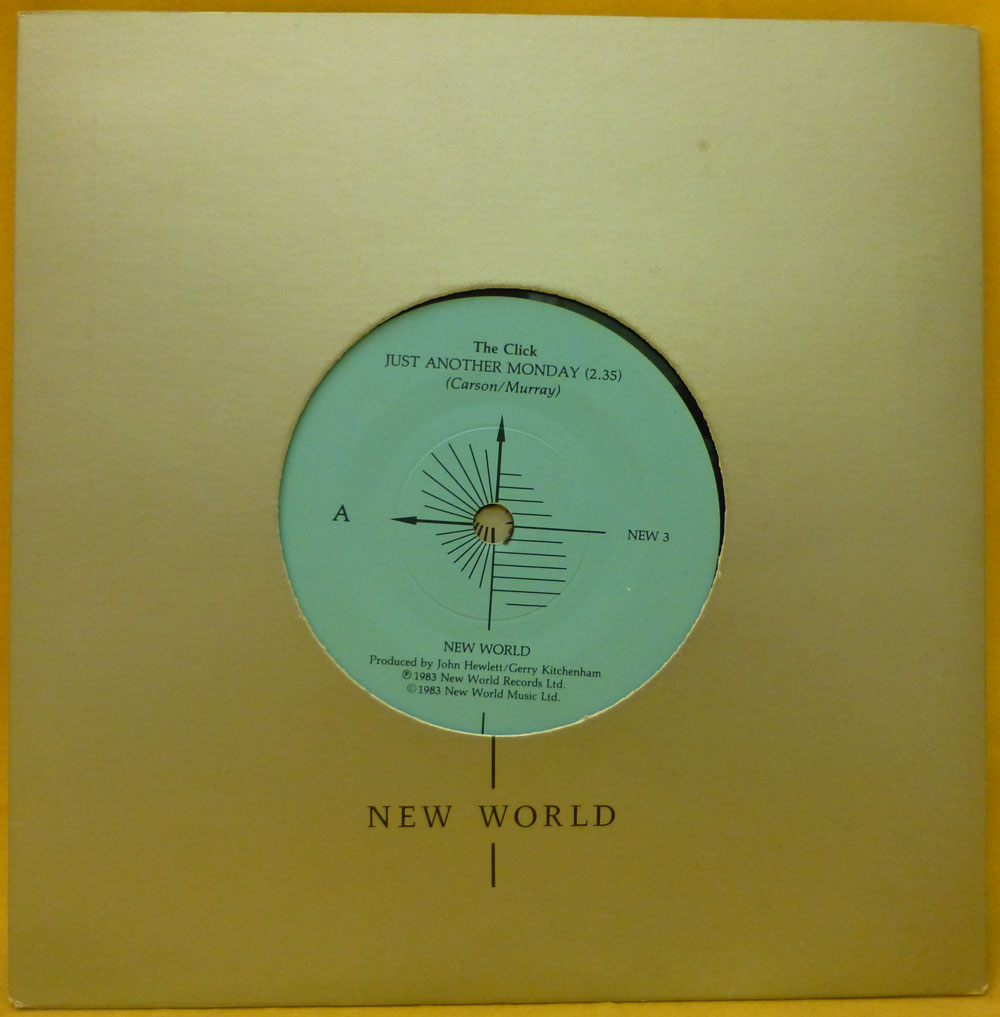 The Click
JUST ANOTHER MONDAY (2.35)
(Carson/Murray)
A
NEW 3
NEW WORLD
Produced by John Hewlett/Gerry Kitchenham
℗ 1983 New World Records Ltd.
© 1983 New World Music Ltd.
NEW WORLD